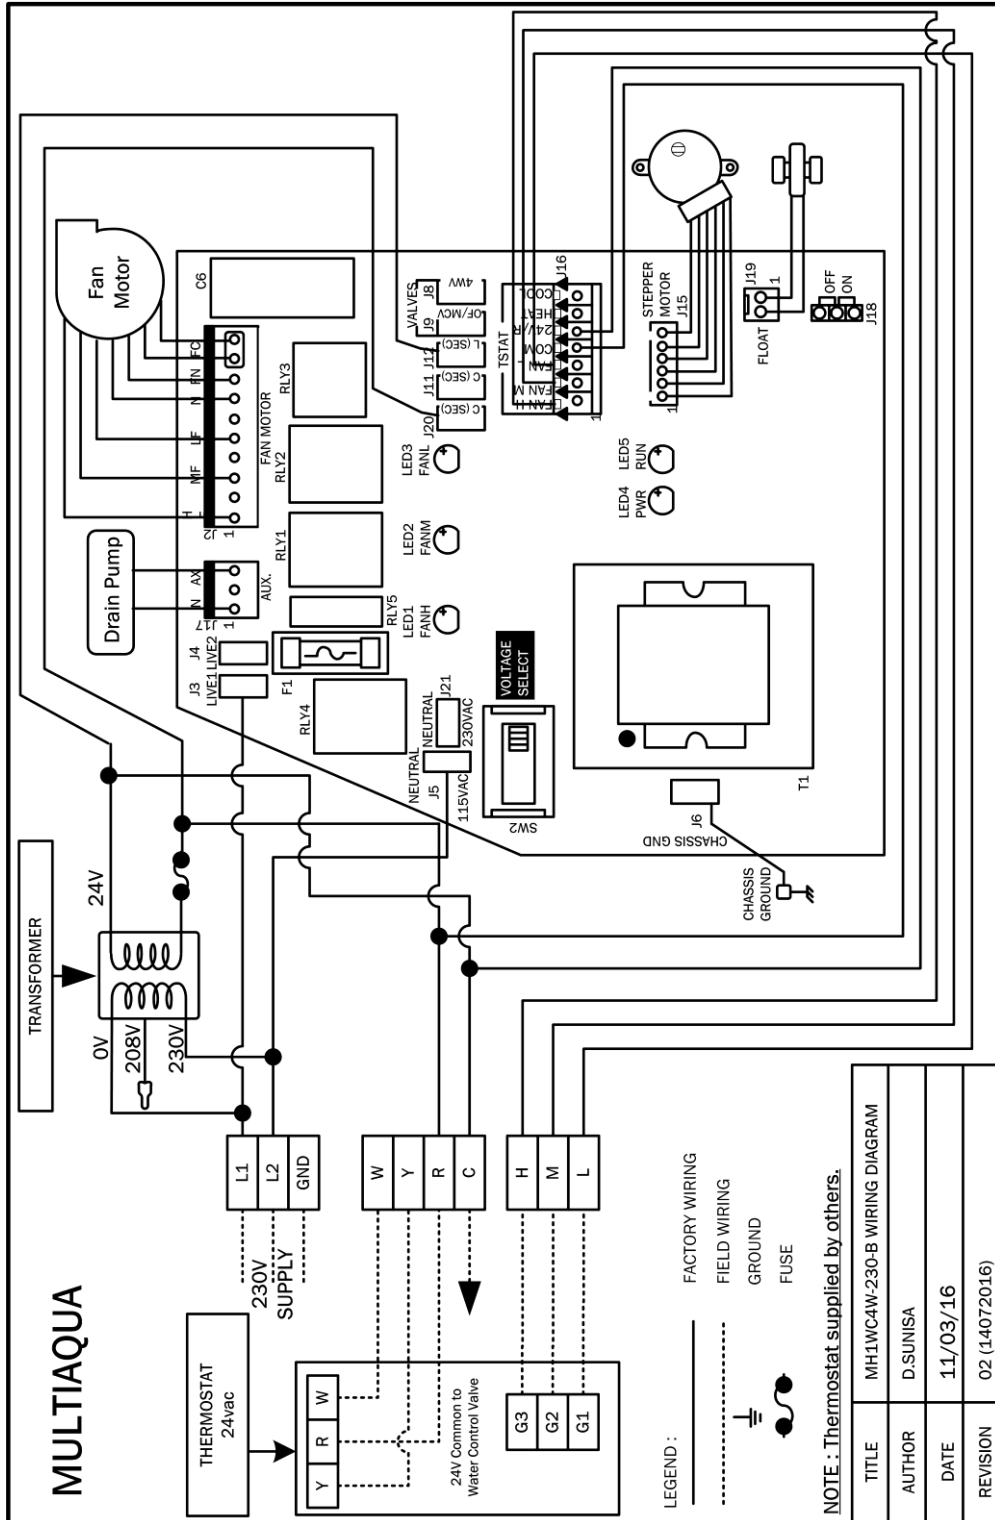 MULTIAQUA
TRANSFORMER
0V
208V
230V
24V
THERMOSTAT
24vac
230V
SUPPLY
L1
L2
GND
W
Y
R
C
H
M
L
Y
R
W
24V Common to
Water Control Valve
G3
G2
G1
Fan
Motor
Drain Pump
J17
1
N
AX
AUX.
J2
1
H
MF
LF
N
FN
FC
FAN MOTOR
C6
J3
LIVE1
J4
LIVE2
F1
RLY5
RLY1
RLY2
RLY3
RLY4
NEUTRAL
J5
115VAC
NEUTRAL
J21
230VAC
VOLTAGE
SELECT
SW2
LED1
FANH
LED2
FANM
LED3
FANL
LED4
PWR
LED5
RUN
J20
C (SEC)
J11
C (SEC)
J12
L (SEC)
VALVES
J9
OF/MCV
J8
4WV
TSTAT
J16
1
FAN H
FAN M
FAN L
COM
24V/R
HEAT
COOL
STEPPER
MOTOR
J15
1
J19
1
FLOAT
OFF
ON
J18
T1
J6
CHASSIS GND
CHASSIS
GROUND
LEGEND :
FACTORY WIRING
FIELD WIRING
GROUND
FUSE
NOTE : Thermostat supplied by others.
TITLE
MH1WC4W-230-B WIRING DIAGRAM
AUTHOR
D.SUNISA
DATE
11/03/16
REVISION
02 (14072016)